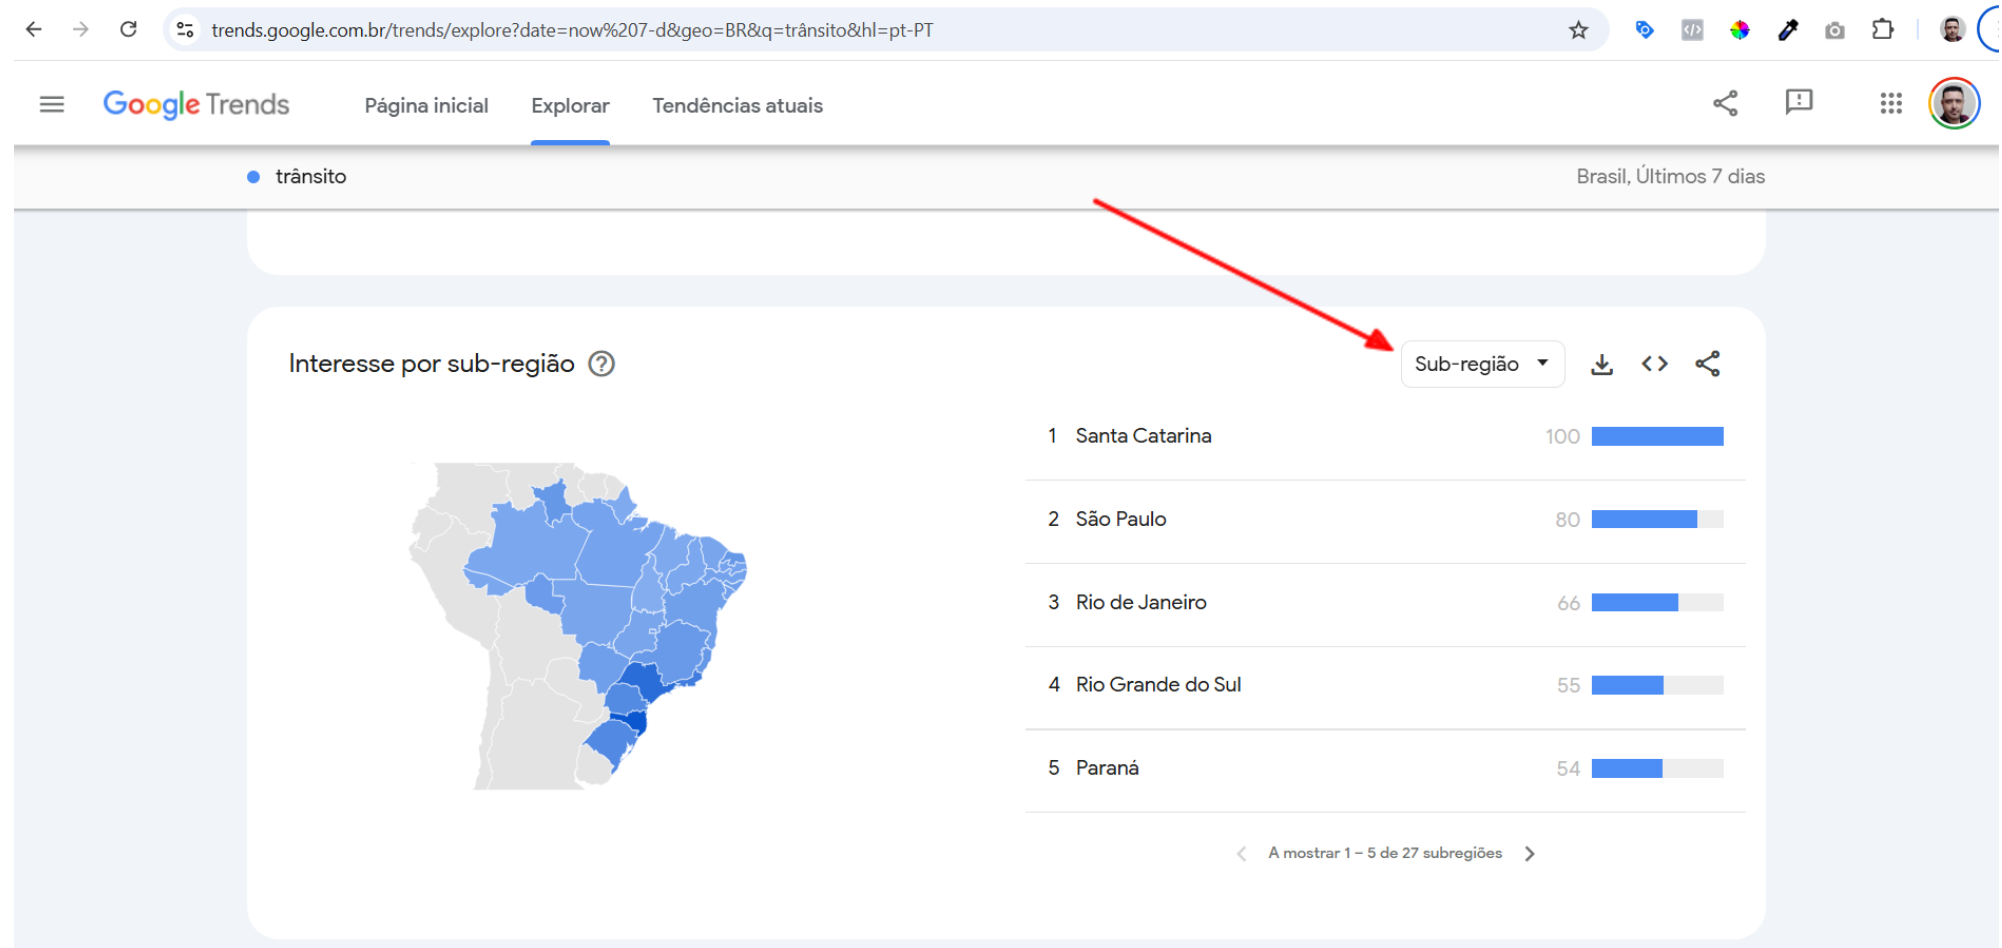 trends.google.com.br/trends/explore?date=now%207-d&geo=BR&q=trânsito&hl=pt-PT
Google Trends
Página inicial
Explorar
Tendências atuais
trânsito
Brasil, Últimos 7 dias
Interesse por sub-região
Sub-região
1 Santa Catarina 100
2 São Paulo 80
3 Rio de Janeiro 66
4 Rio Grande do Sul 55
5 Paraná 54
A mostrar 1 – 5 de 27 subregiões